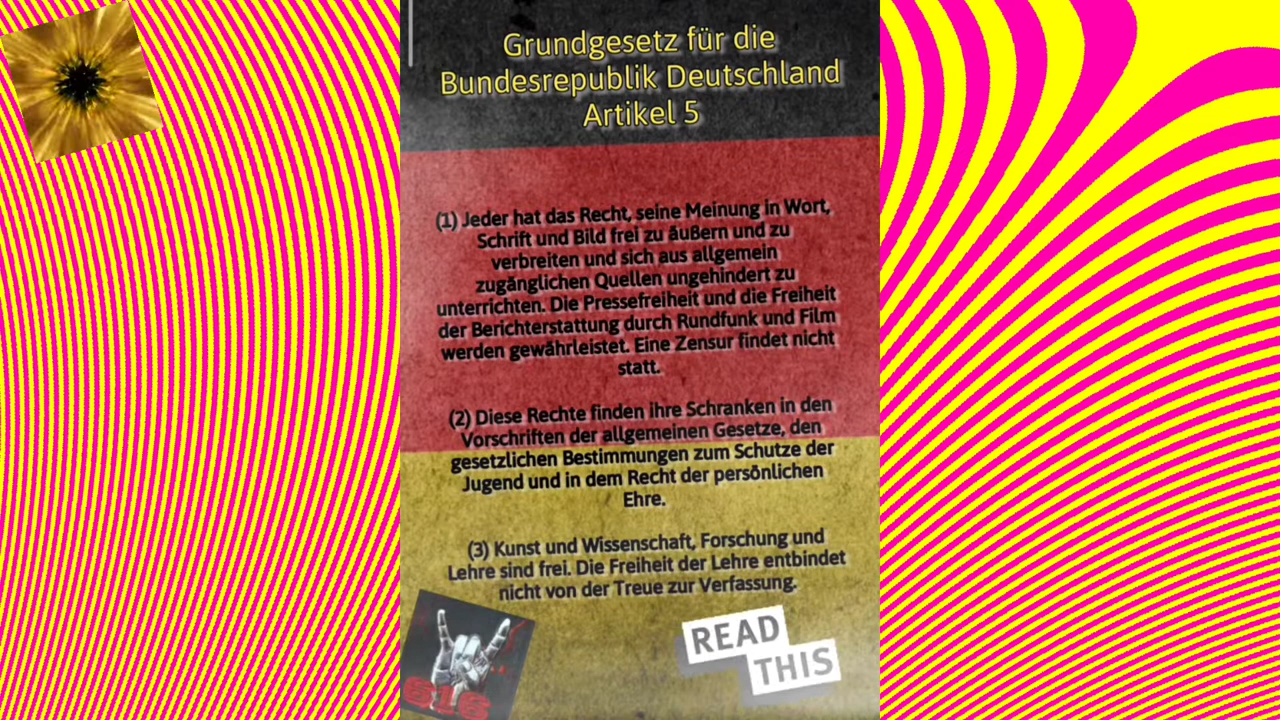 Grundgesetz für die
Bundesrepublik Deutschland
Artikel 5
(1) Jeder hat das Recht, seine Meinung in Wort,
Schrift und Bild frei zu äußern und zu
verbreiten und sich aus allgemein
zugänglichen Quellen ungehindert zu
unterrichten. Die Pressefreiheit und die Freiheit
der Berichterstattung durch Rundfunk und Film
werden gewährleistet. Eine Zensur findet nicht
statt.
(2) Diese Rechte finden ihre Schranken in den
Vorschriften der allgemeinen Gesetze, den
gesetzlichen Bestimmungen zum Schutze der
Jugend und in dem Recht der persönlichen
Ehre.
(3) Kunst und Wissenschaft, Forschung und
Lehre sind frei. Die Freiheit der Lehre entbindet
nicht von der Treue zur Verfassung.
READ
THIS
616